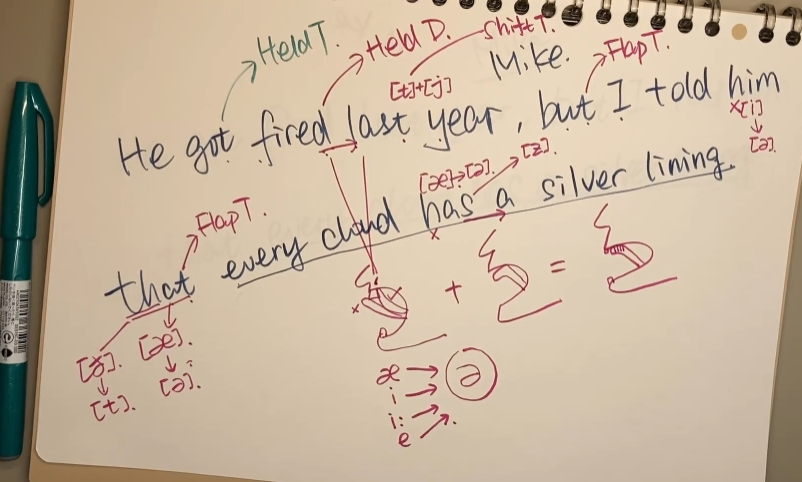 Held T.
Held D.
Shift T.
Mike.
Flap T.
[t]+[j]
He got fired last year, but I told him
x[i]
[ə].
[æ]→[ə].
[z].
Flap T.
that every cloud has a silver lining.
x
x
+
=
[ð].
[æ].
[t].
[ə].
æ
ə
i
i:
e